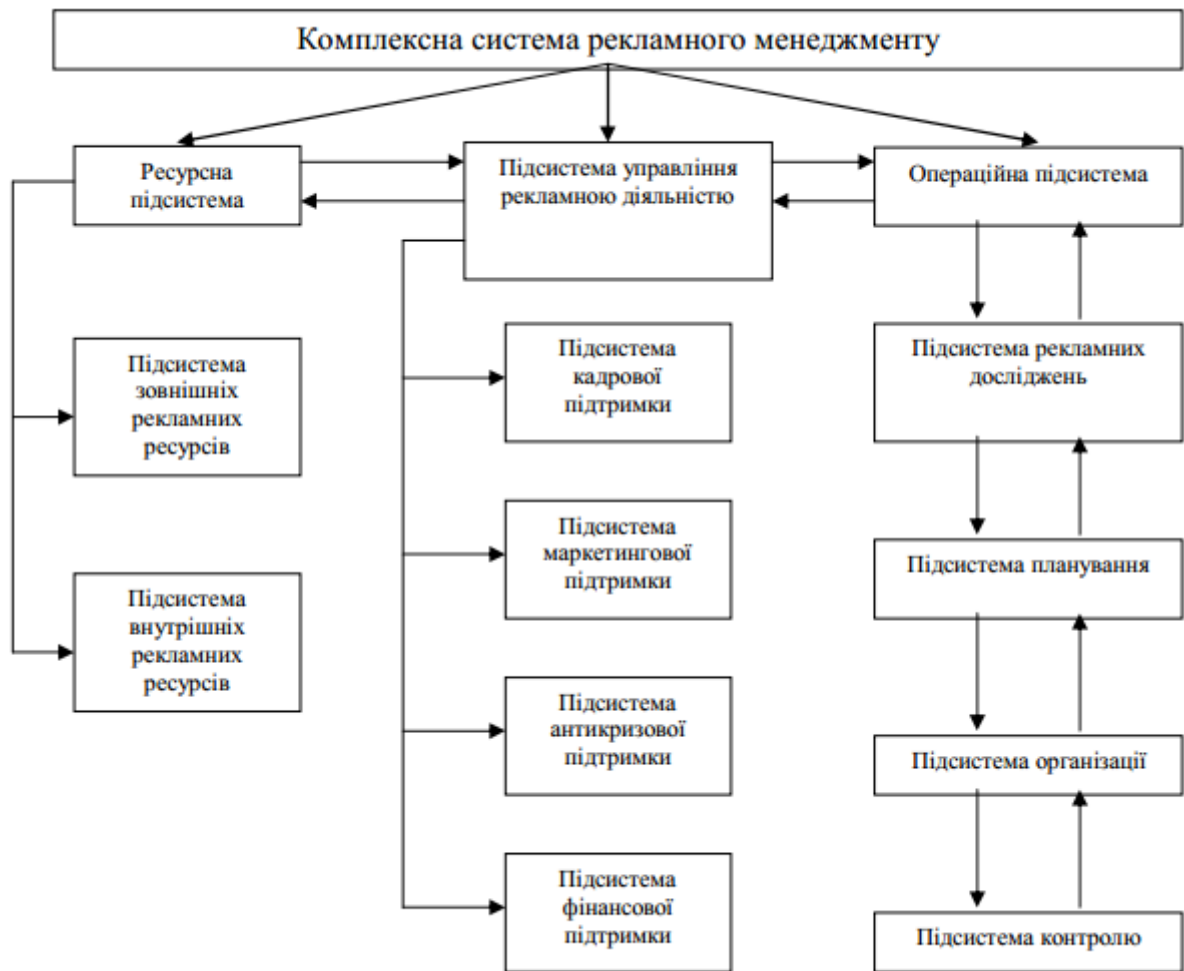 Комплексна система рекламного менеджменту
Ресурсна
підсистема
Підсистема управління
рекламною діяльністю
Операційна підсистема
Підсистема
зовнішніх
рекламних
ресурсів
Підсистема
внутрішніх
рекламних
ресурсів
Підсистема
кадрової
підтримки
Підсистема
маркетингової
підтримки
Підсистема
антикризової
підтримки
Підсистема
фінансової
підтримки
Підсистема рекламних
досліджень
Підсистема планування
Підсистема організації
Підсистема контролю